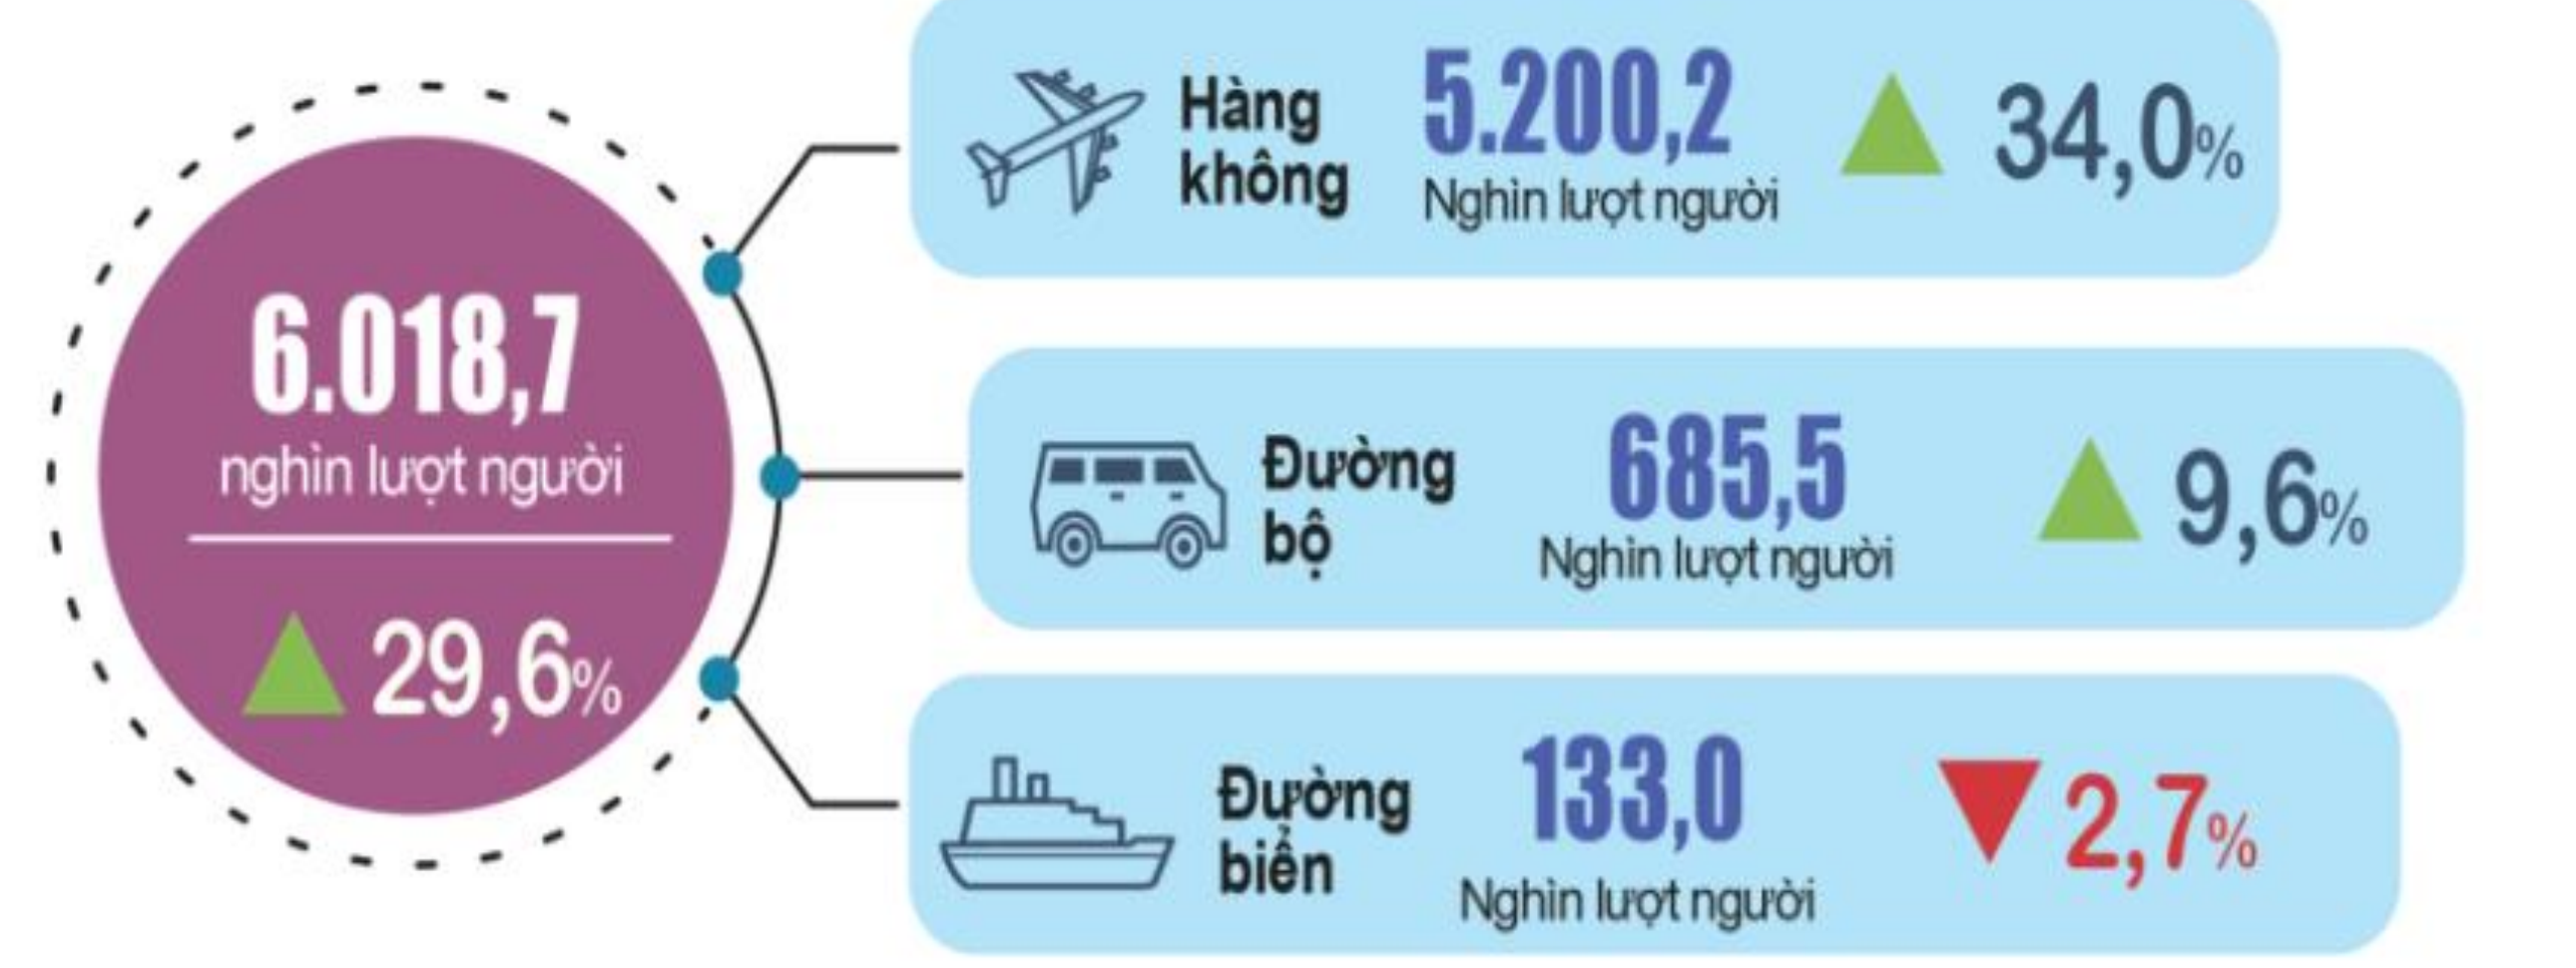 6.018,7
nghìn lượt người
29,6%
Hàng
không
5.200,2
Nghìn lượt người
34,0%
Đường
bộ
685,5
Nghìn lượt người
9,6%
Đường
biển
133,0
Nghìn lượt người
2,7%